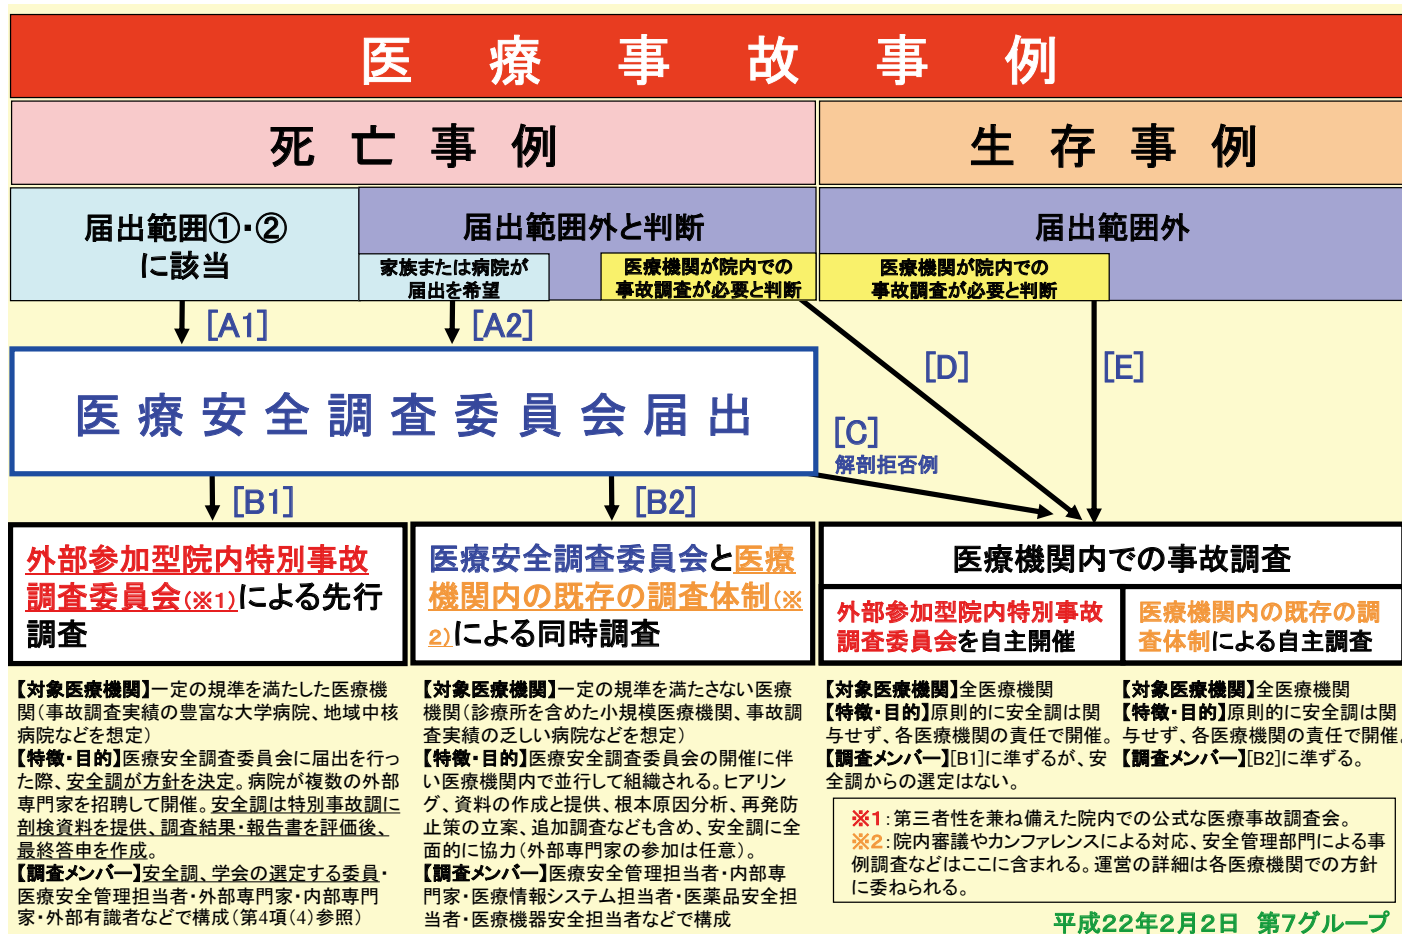 医療事故事例
死亡事例
生存事例
届出範囲①・②
に該当
届出範囲外と判断
家族または病院が
届出を希望
医療機関が院内での
事故調査が必要と判断
届出範囲外
医療機関が院内での
事故調査が必要と判断
[A1]
[A2]
[D]
[E]
医療安全調査委員会届出
[C]
解剖拒否例
[B1]
[B2]
外部参加型院内特別事故
調査委員会(※1)による先行
調査
医療安全調査委員会と医療
機関内の既存の調査体制(※
2)による同時調査
医療機関内での事故調査
外部参加型院内特別事故
調査委員会を自主開催
医療機関内の既存の調
査体制による自主調査
【対象医療機関】一定の規準を満たした医療機
関(事故調査実績の豊富な大学病院、地域中核
病院などを想定)
【特徴・目的】医療安全調査委員会に届出を行っ
た際、安全調が方針を決定。病院が複数の外部
専門家を招聘して開催。安全調は特別事故調に
剖検資料を提供、調査結果・報告書を評価後、
最終答申を作成。
【調査メンバー】安全調、学会の選定する委員・
医療安全管理担当者・外部専門家・内部専門
家・外部有識者などで構成(第4項(4)参照)
【対象医療機関】一定の規準を満たさない医療
機関(診療所を含めた小規模医療機関、事故調
査実績の乏しい病院などを想定)
【特徴・目的】医療安全調査委員会の開催に伴
い医療機関内で並行して組織される。ヒアリン
グ、資料の作成と提供、根本原因分析、再発防
止策の立案、追加調査なども含め、安全調に全
面的に協力(外部専門家の参加は任意)。
【調査メンバー】医療安全管理担当者・内部専
門家・医療情報システム担当者・医薬品安全担
当者・医療機器安全担当者などで構成
【対象医療機関】全医療機関
【特徴・目的】原則的に安全調は関
与せず、各医療機関の責任で開催。
【調査メンバー】[B1]に準ずるが、安
全調からの選定はない。
【対象医療機関】全医療機関
【特徴・目的】原則的に安全調は関
与せず、各医療機関の責任で開催。
【調査メンバー】[B2]に準ずる。
※1:第三者性を兼ね備えた院内での公式な医療事故調査会。
※2:院内審議やカンファレンスによる対応、安全管理部門による事
例調査などはここに含まれる。運営の詳細は各医療機関での方針
に委ねられる。
平成22年2月2日 第7グループ